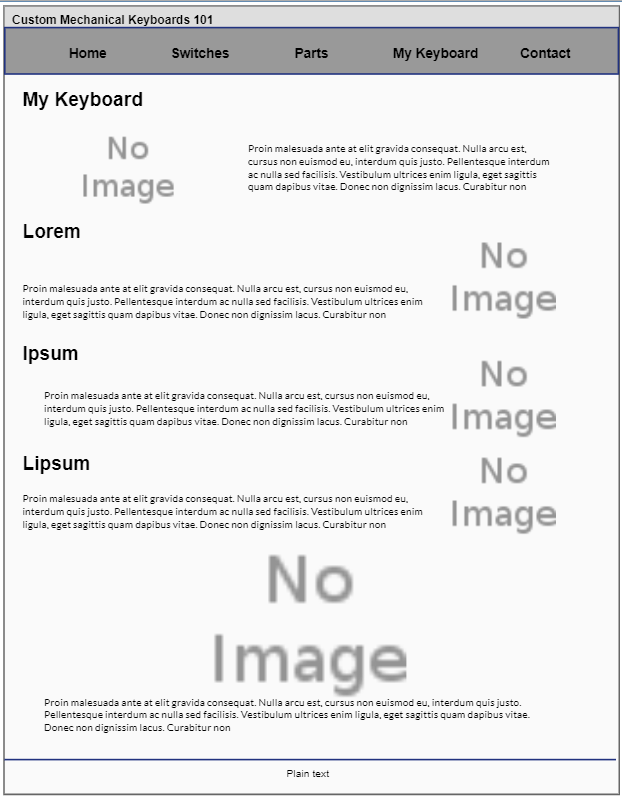 Custom Mechanical Keyboards 101
Home Switches Parts My Keyboard Contact
My Keyboard
No
Image
Proin malesuada ante at elit gravida consequat. Nulla arcu est,
cursus non euismod eu, interdum quis justo. Pellentesque interdum
ac nulla sed facilisis. Vestibulum ultrices enim ligula, eget sagittis
quam dapibus vitae. Donec non dignissim lacus. Curabitur non
Lorem
No
Image
Proin malesuada ante at elit gravida consequat. Nulla arcu est, cursus non euismod eu,
interdum quis justo. Pellentesque interdum ac nulla sed facilisis. Vestibulum ultrices enim
ligula, eget sagittis quam dapibus vitae. Donec non dignissim lacus. Curabitur non
Ipsum
No
Image
Proin malesuada ante at elit gravida consequat. Nulla arcu est, cursus non euismod eu,
interdum quis justo. Pellentesque interdum ac nulla sed facilisis. Vestibulum ultrices enim
ligula, eget sagittis quam dapibus vitae. Donec non dignissim lacus. Curabitur non
Lipsum
No
Image
Proin malesuada ante at elit gravida consequat. Nulla arcu est, cursus non euismod eu,
interdum quis justo. Pellentesque interdum ac nulla sed facilisis. Vestibulum ultrices enim
ligula, eget sagittis quam dapibus vitae. Donec non dignissim lacus. Curabitur non
No
Image
Proin malesuada ante at elit gravida consequat. Nulla arcu est, cursus non euismod eu, interdum quis justo.
Pellentesque interdum ac nulla sed facilisis. Vestibulum ultrices enim ligula, eget sagittis quam dapibus vitae.
Donec non dignissim lacus. Curabitur non
Plain text